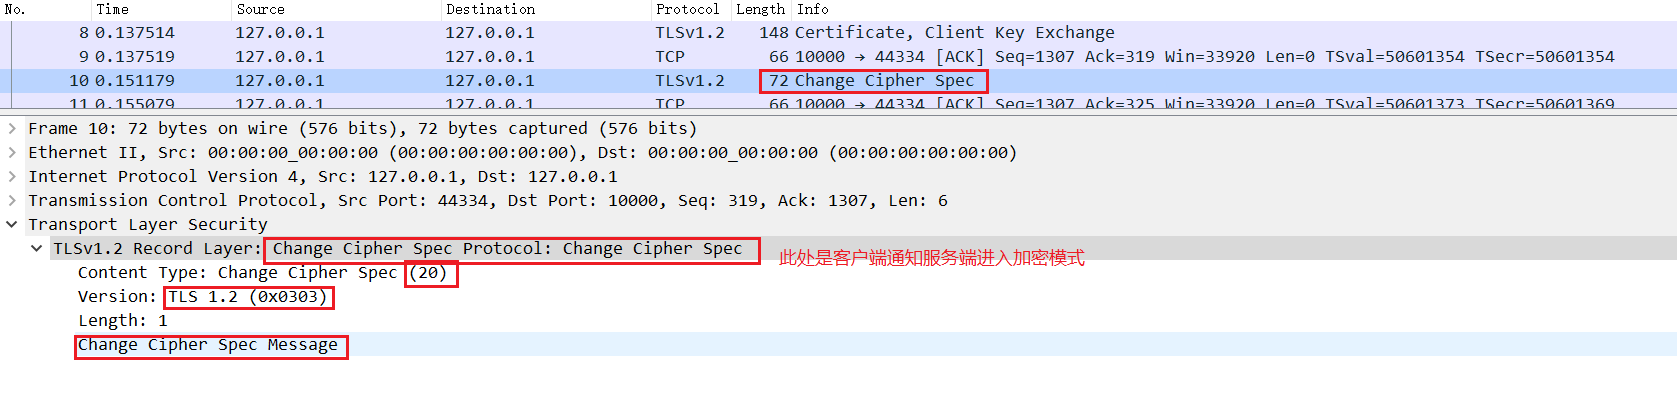 No. Time Source Destination Protocol Length Info
8 0.137514 127.0.0.1 127.0.0.1 TLSv1.2 148 Certificate, Client Key Exchange
9 0.137519 127.0.0.1 127.0.0.1 TCP 66 10000 → 44334 [ACK] Seq=1307 Ack=319 Win=33920 Len=0 TSval=50601354 TSecr=50601354
10 0.151179 127.0.0.1 127.0.0.1 TLSv1.2 72 Change Cipher Spec
11 0.155079 127.0.0.1 127.0.0.1 TCP 66 10000 → 44334 [ACK] Seq=1307 Ack=325 Win=33920 Len=0 TSval=50601373 TSecr=50601369
Frame 10: 72 bytes on wire (576 bits), 72 bytes captured (576 bits)
Ethernet II, Src: 00:00:00_00:00:00 (00:00:00:00:00:00), Dst: 00:00:00_00:00:00 (00:00:00:00:00:00)
Internet Protocol Version 4, Src: 127.0.0.1, Dst: 127.0.0.1
Transmission Control Protocol, Src Port: 44334, Dst Port: 10000, Seq: 319, Ack: 1307, Len: 6
Transport Layer Security
TLSv1.2 Record Layer: Change Cipher Spec Protocol: Change Cipher Spec
此处是客户端通知服务端进入加密模式
Content Type: Change Cipher Spec (20)
Version: TLS 1.2 (0x0303)
Length: 1
Change Cipher Spec Message